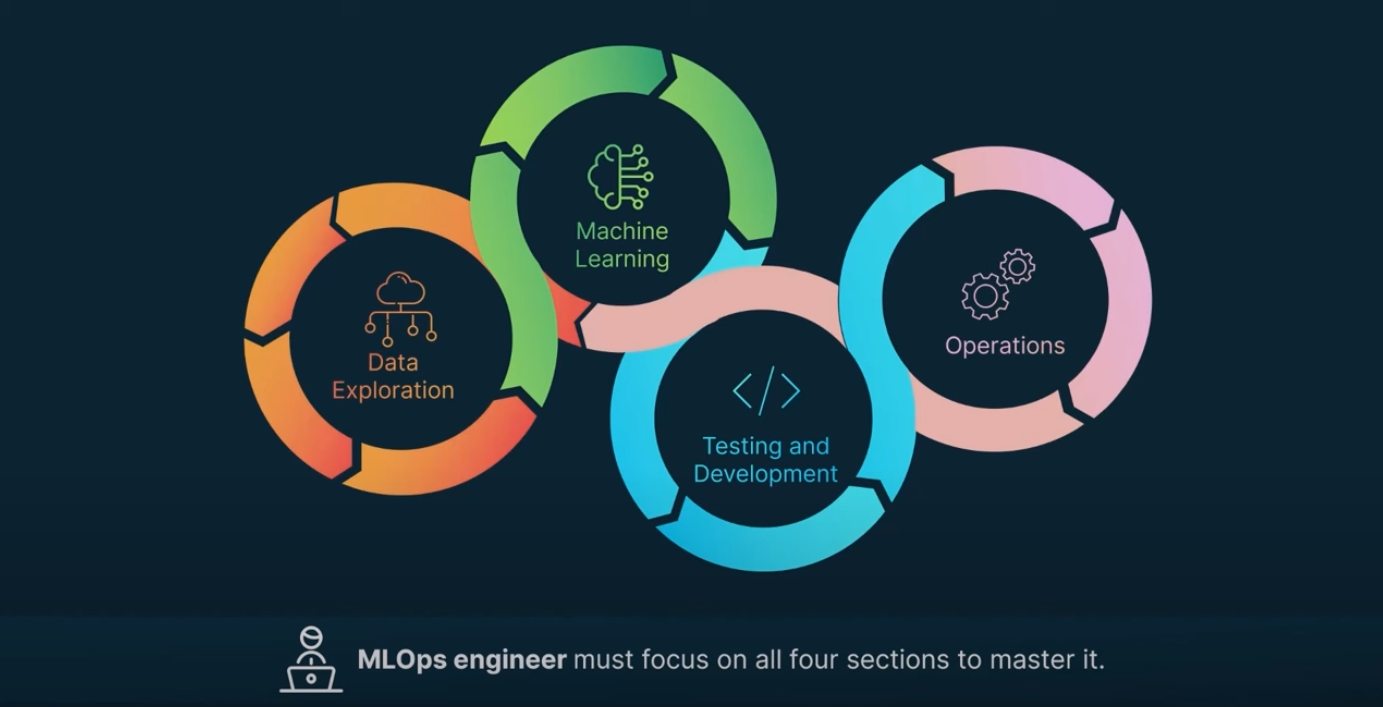 Machine
Learning
Data
Exploration
Operations
Testing and
Development
MLOps engineer must focus on all four sections to master it.